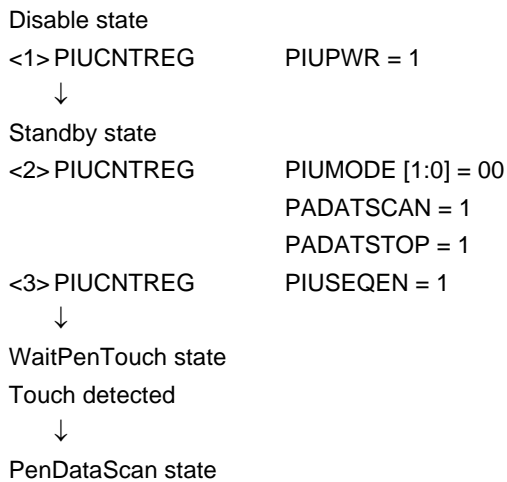 Disable state
<1> PIUCNTREG PIUPWR = 1
↓
Standby state
<2> PIUCNTREG PIUMODE [1:0] = 00
PADATSCAN = 1
PADATSTOP = 1
<3> PIUCNTREG PIUSEQEN = 1
↓
WaitPenTouch state
Touch detected
↓
PenDataScan state